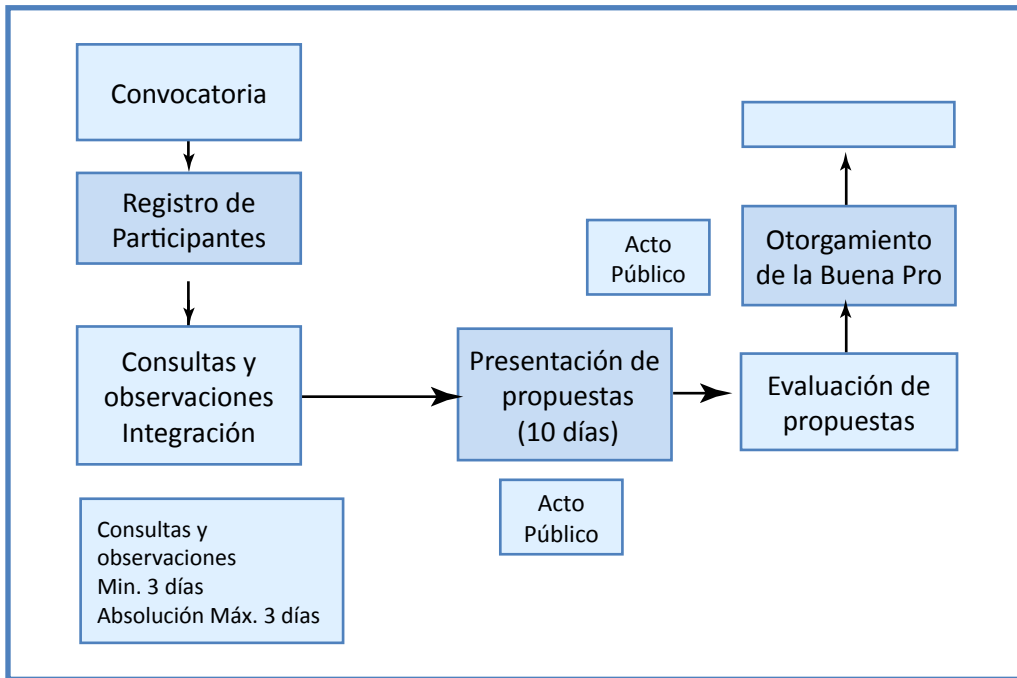 Convocatoria
Registro de
Participantes
Consultas y
observaciones
Integración
Consultas y
observaciones
Min. 3 días
Absolución Máx. 3 días
Presentación de
propuestas
(10 días)
Acto
Público
Acto
Público
Evaluación de
propuestas
Otorgamiento
de la Buena Pro